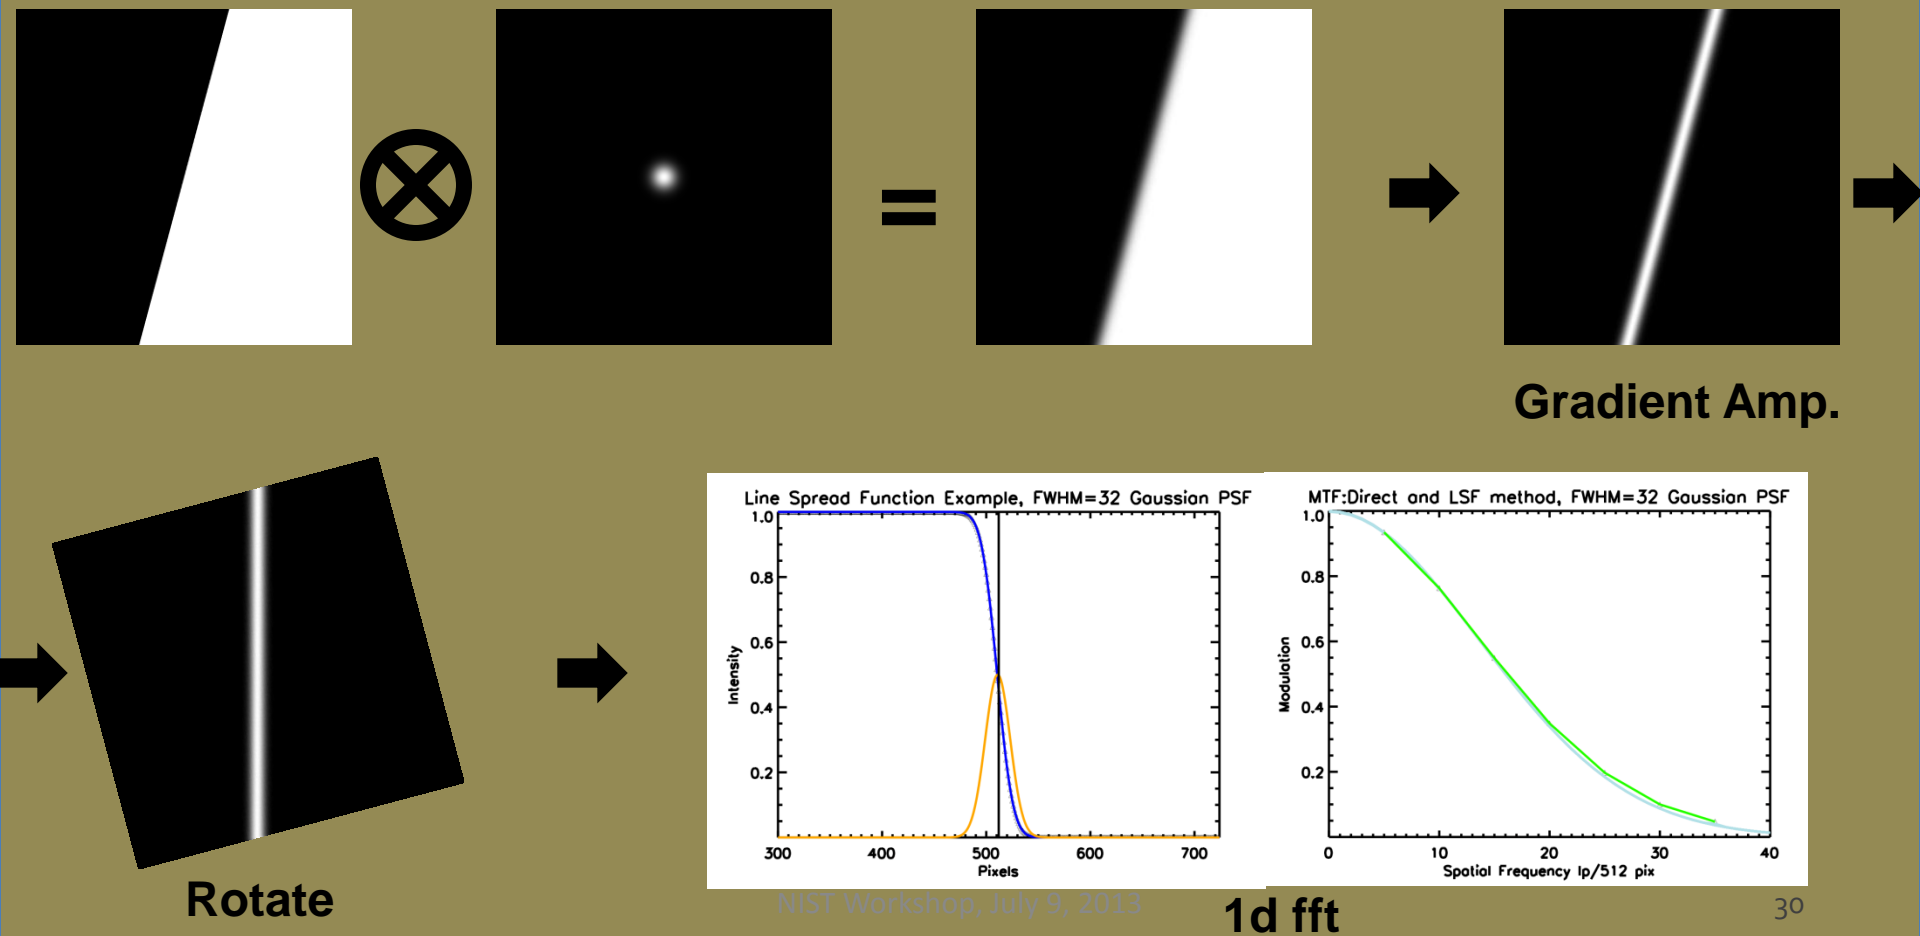 Gradient Amp.
Rotate
Line Spread Function Example, FWHM=32 Gaussian PSF
1.0
0.8
0.6
0.4
0.2
Intensity
300 400 500 600 700
Pixels
MTF:Direct and LSF method, FWHM=32 Gaussian PSF
1.0
0.8
0.6
0.4
0.2
Modulation
0 10 20 30 40
Spatial Frequency lp/512 pix
NIST Workshop, July 9, 2013
1d fft
30